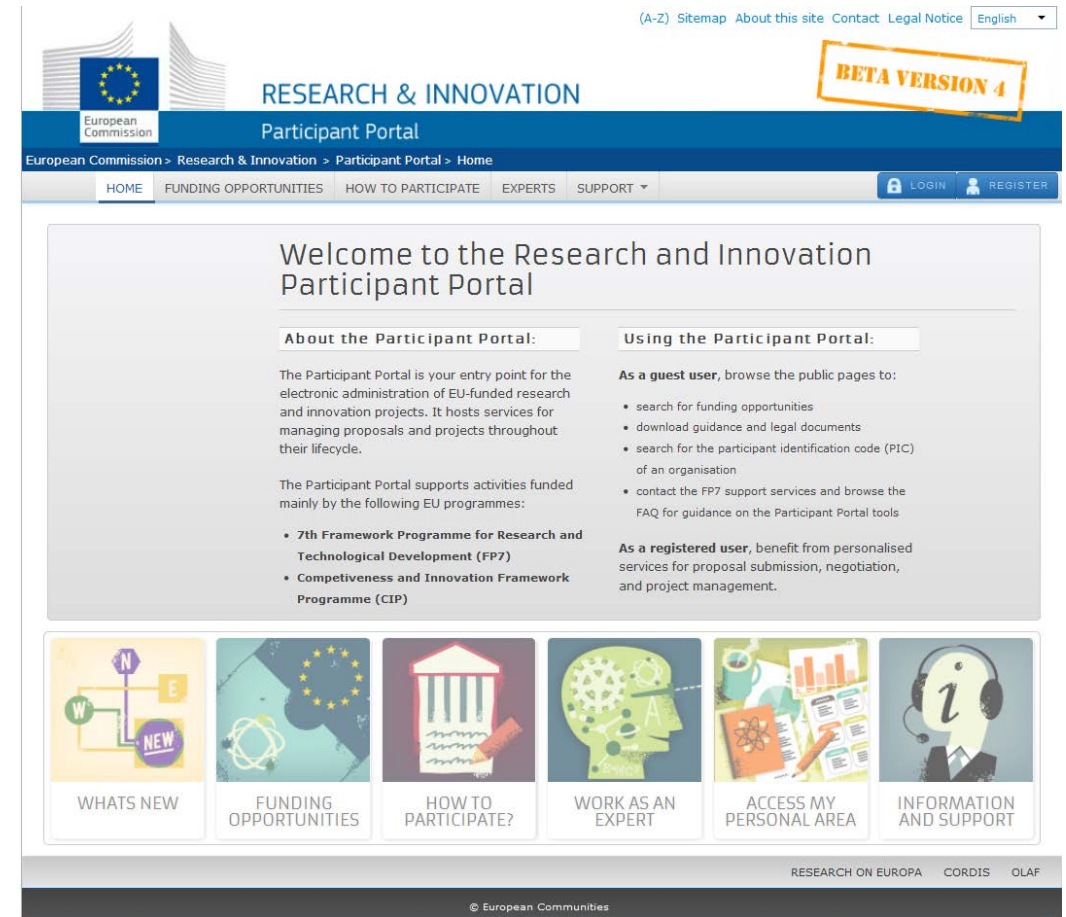 (A-Z) Sitemap About this site Contact Legal Notice English
BETA VERSION 4
RESEARCH & INNOVATION
European
Commission
Participant Portal
European Commission > Research & Innovation > Participant Portal > Home
HOME FUNDING OPPORTUNITIES HOW TO PARTICIPATE EXPERTS SUPPORT LOGIN REGISTER
Welcome to the Research and Innovation
Participant Portal
About the Participant Portal:
The Participant Portal is your entry point for the
electronic administration of EU-funded research
and innovation projects. It hosts services for
managing proposals and projects throughout
their lifecycle.
The Participant Portal supports activities funded
mainly by the following EU programmes:
• 7th Framework Programme for Research and
Technological Development (FP7)
• Competiveness and Innovation Framework
Programme (CIP)
Using the Participant Portal:
As a guest user, browse the public pages to:
• search for funding opportunities
• download guidance and legal documents
• search for the participant identification code (PIC)
of an organisation
• contact the FP7 support services and browse the
FAQ for guidance on the Participant Portal tools
As a registered user, benefit from personalised
services for proposal submission, negotiation,
and project management.
N
E
W
NEW
WHATS NEW
FUNDING
OPPORTUNITIES
HOW TO
PARTICIPATE?
A
WORK AS AN
EXPERT
ACCESS MY
PERSONAL AREA
i
INFORMATION
AND SUPPORT
RESEARCH ON EUROPA CORDIS OLAF
© European Communities